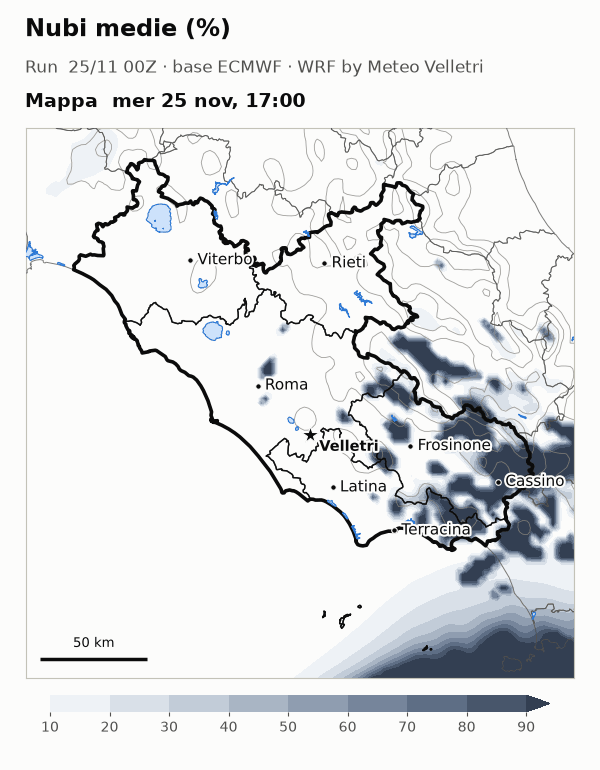 Nubi medie (%)
Run  25/11 00Z · base ECMWF · WRF by Meteo Velletri
Mappa  mer 25 nov, 17:00
Viterbo
Rieti
Roma
Velletri
Frosinone
Latina
Cassino
Terracina
50 km
10 20 30 40 50 60 70 80 90